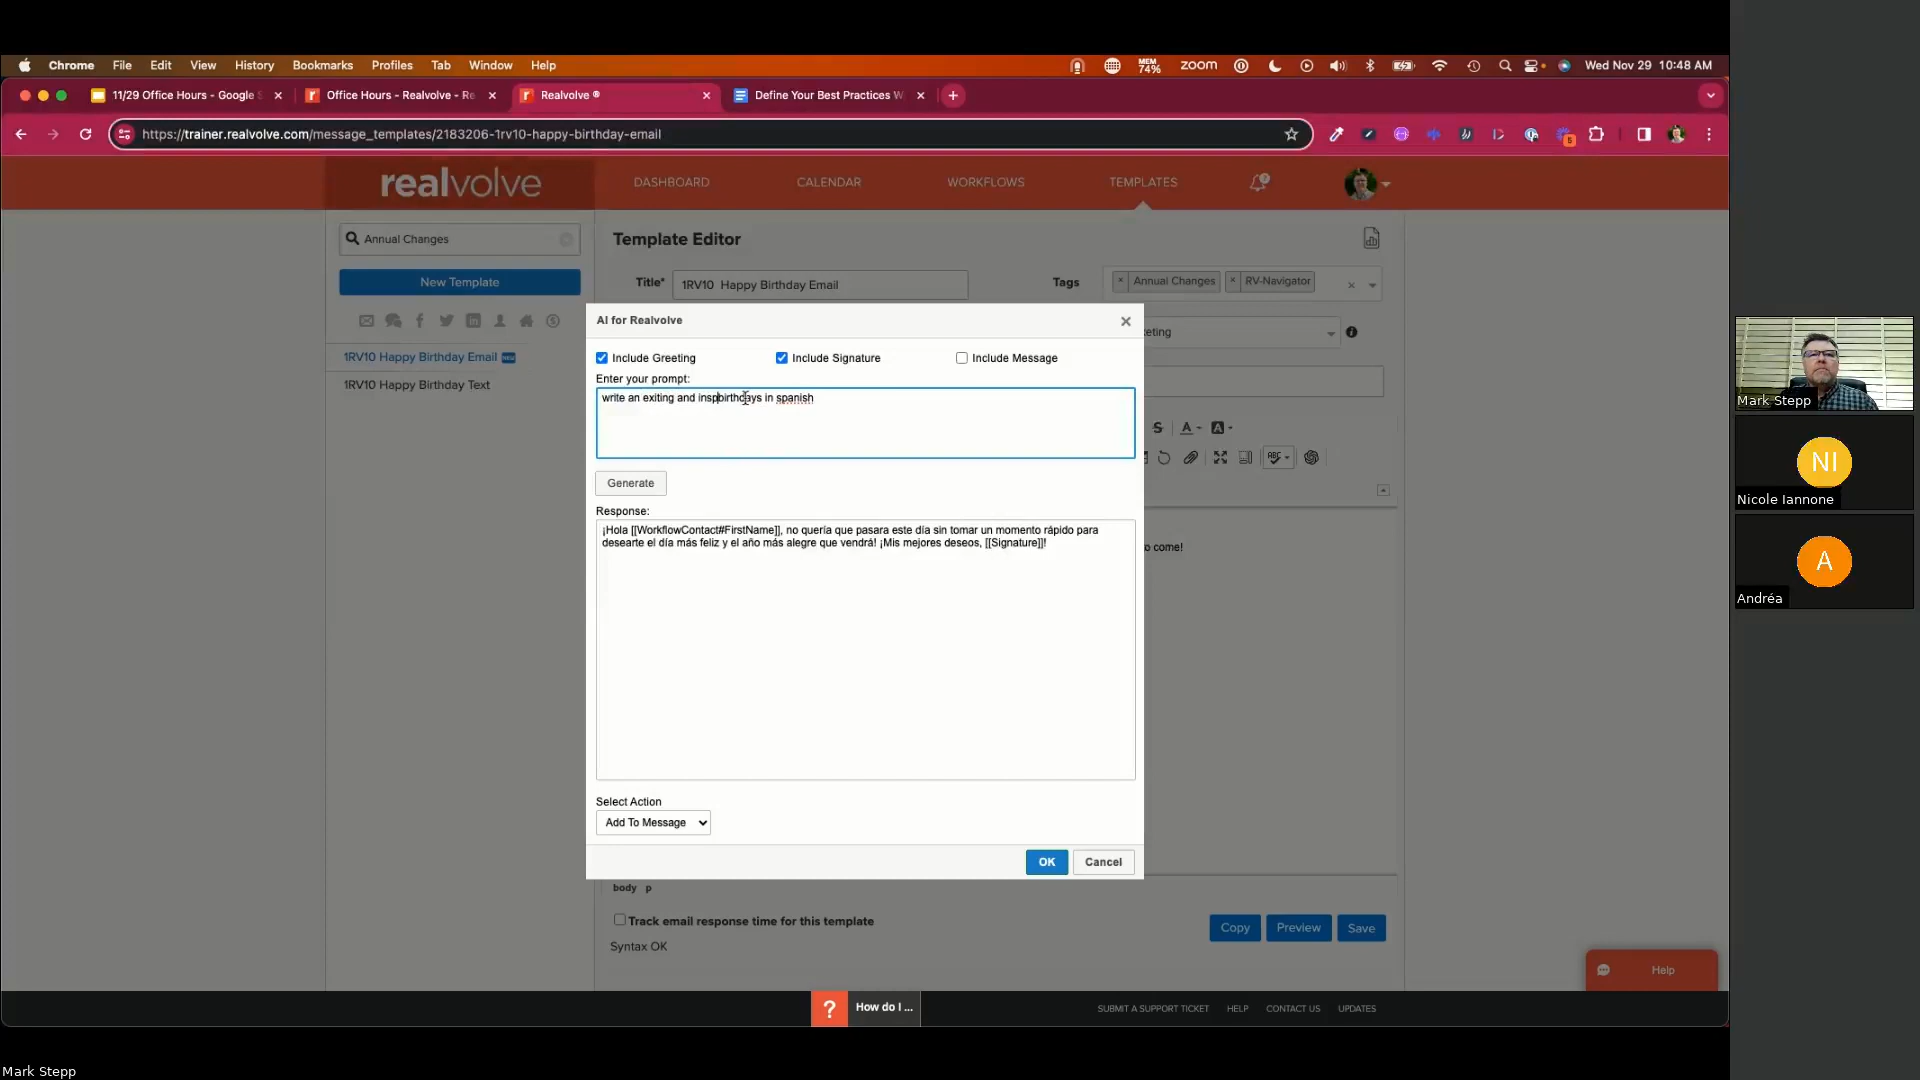 Chrome File Edit View History Bookmarks Profiles Tab Window Help
MEM 74% zoom Wed Nov 29 10:48 AM
11/29 Office Hours - Google S
Office Hours - Realvolve - Re
Realvolve ®
Define Your Best Practices W
https://trainer.realvolve.com/message_templates/2183206-1rv10-happy-birthday-email
5
realvolve
DASHBOARD CALENDAR WORKFLOWS TEMPLATES
Annual Changes
New Template
1RV10 Happy Birthday Email
1RV10 Happy Birthday Text
Template Editor
Title* 1RV10 Happy Birthday Email
Tags × Annual Changes × RV-Navigator
eting
AI for Realvolve
Include Greeting Include Signature Include Message
Enter your prompt:
write an exiting and inspbirthdays in spanish
Generate
Response:
¡Hola [[WorkflowContact#FirstName]], no quería que pasara este día sin tomar un momento rápido para
desearte el día más feliz y el año más alegre que vendrá! ¡Mis mejores deseos, [[Signature]]!
o come!
Select Action
Add To Message
OK Cancel
body p
Track email response time for this template
Syntax OK
Copy Preview Save
Help
? How do I ...
SUBMIT A SUPPORT TICKET HELP CONTACT US UPDATES
Mark Stepp
NI
Nicole Iannone
A
Andréa
Mark Stepp